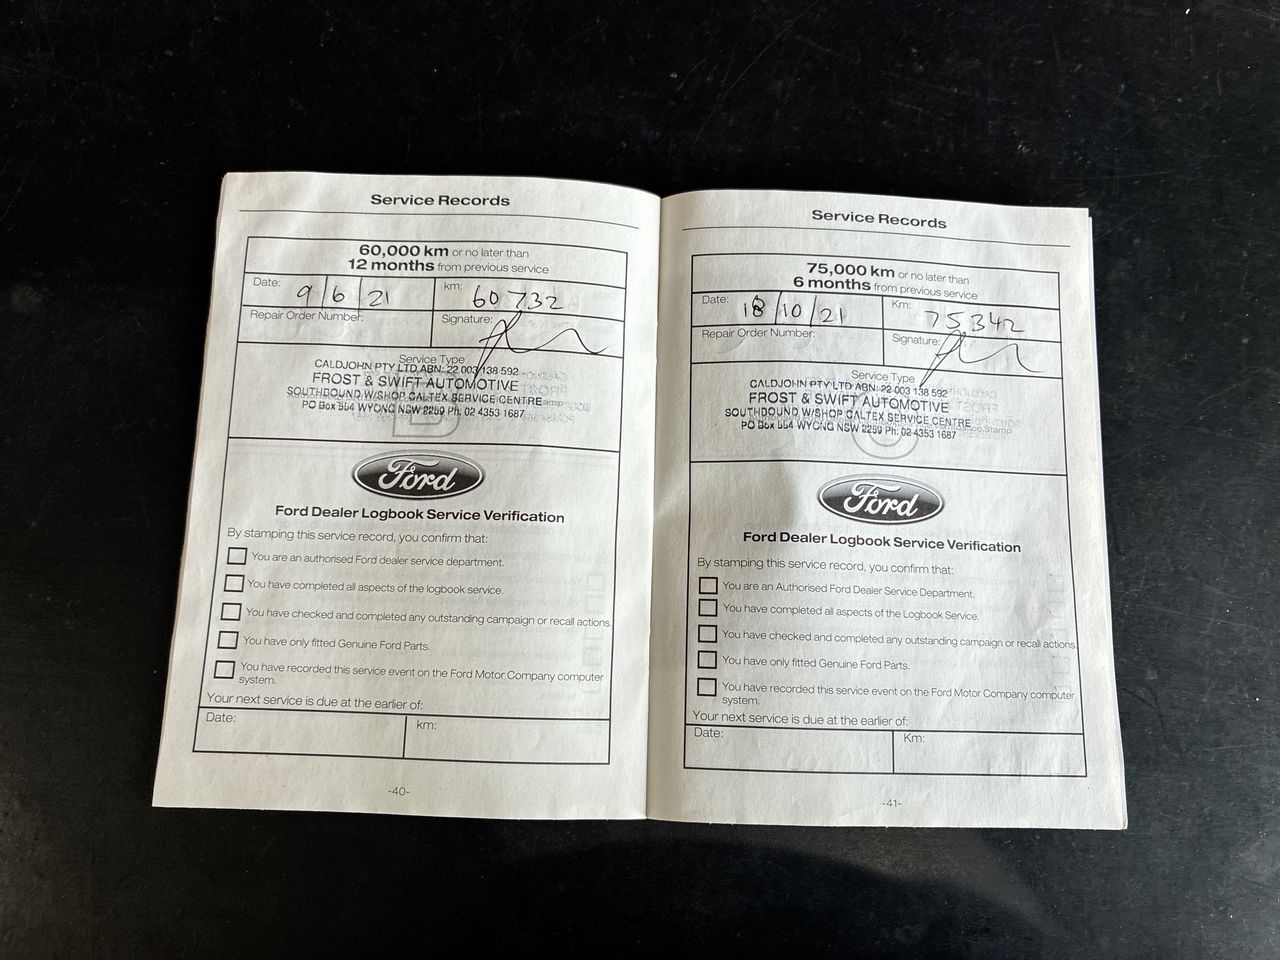 Service Records
60,000 km or no later than
12 months from previous service
Date: 9/6/21
km: 60732
Repair Order Number:
Signature:
Service Type
CALDJOHN PTY LTD ABN: 22 003 138 592
FROST & SWIFT AUTOMOTIVE
SOUTHBOUND W/SHOP CALTEX SERVICE CENTRE
PO Box 554 WYONG NSW 2259 Ph: 02 4353 1687
B
Ford
Ford Dealer Logbook Service Verification
By stamping this service record, you confirm that:
You are an authorised Ford dealer service department.
You have completed all aspects of the logbook service.
You have checked and completed any outstanding campaign or recall actions.
You have only fitted Genuine Ford Parts.
You have recorded this service event on the Ford Motor Company computer
system.
Your next service is due at the earlier of:
Date:
km:
-40-
Service Records
75,000 km or no later than
6 months from previous service
Date: 18/10/21
Km: 75342
Repair Order Number:
Signature:
Service Type
CALDJOHN PTY LTD ABN: 22 003 138 592
FROST & SWIFT AUTOMOTIVE
SOUTHBOUND W/SHOP CALTEX SERVICE CENTRE
PO Box 554 WYONG NSW 2259 Ph: 02 4353 1687
Stamp
Ford
Ford Dealer Logbook Service Verification
By stamping this service record, you confirm that:
You are an Authorised Ford Dealer Service Department.
You have completed all aspects of the Logbook Service.
You have checked and completed any outstanding campaign or recall actions.
You have only fitted Genuine Ford Parts.
You have recorded this service event on the Ford Motor Company computer
system.
Your next service is due at the earlier of:
Date:
Km:
-41-